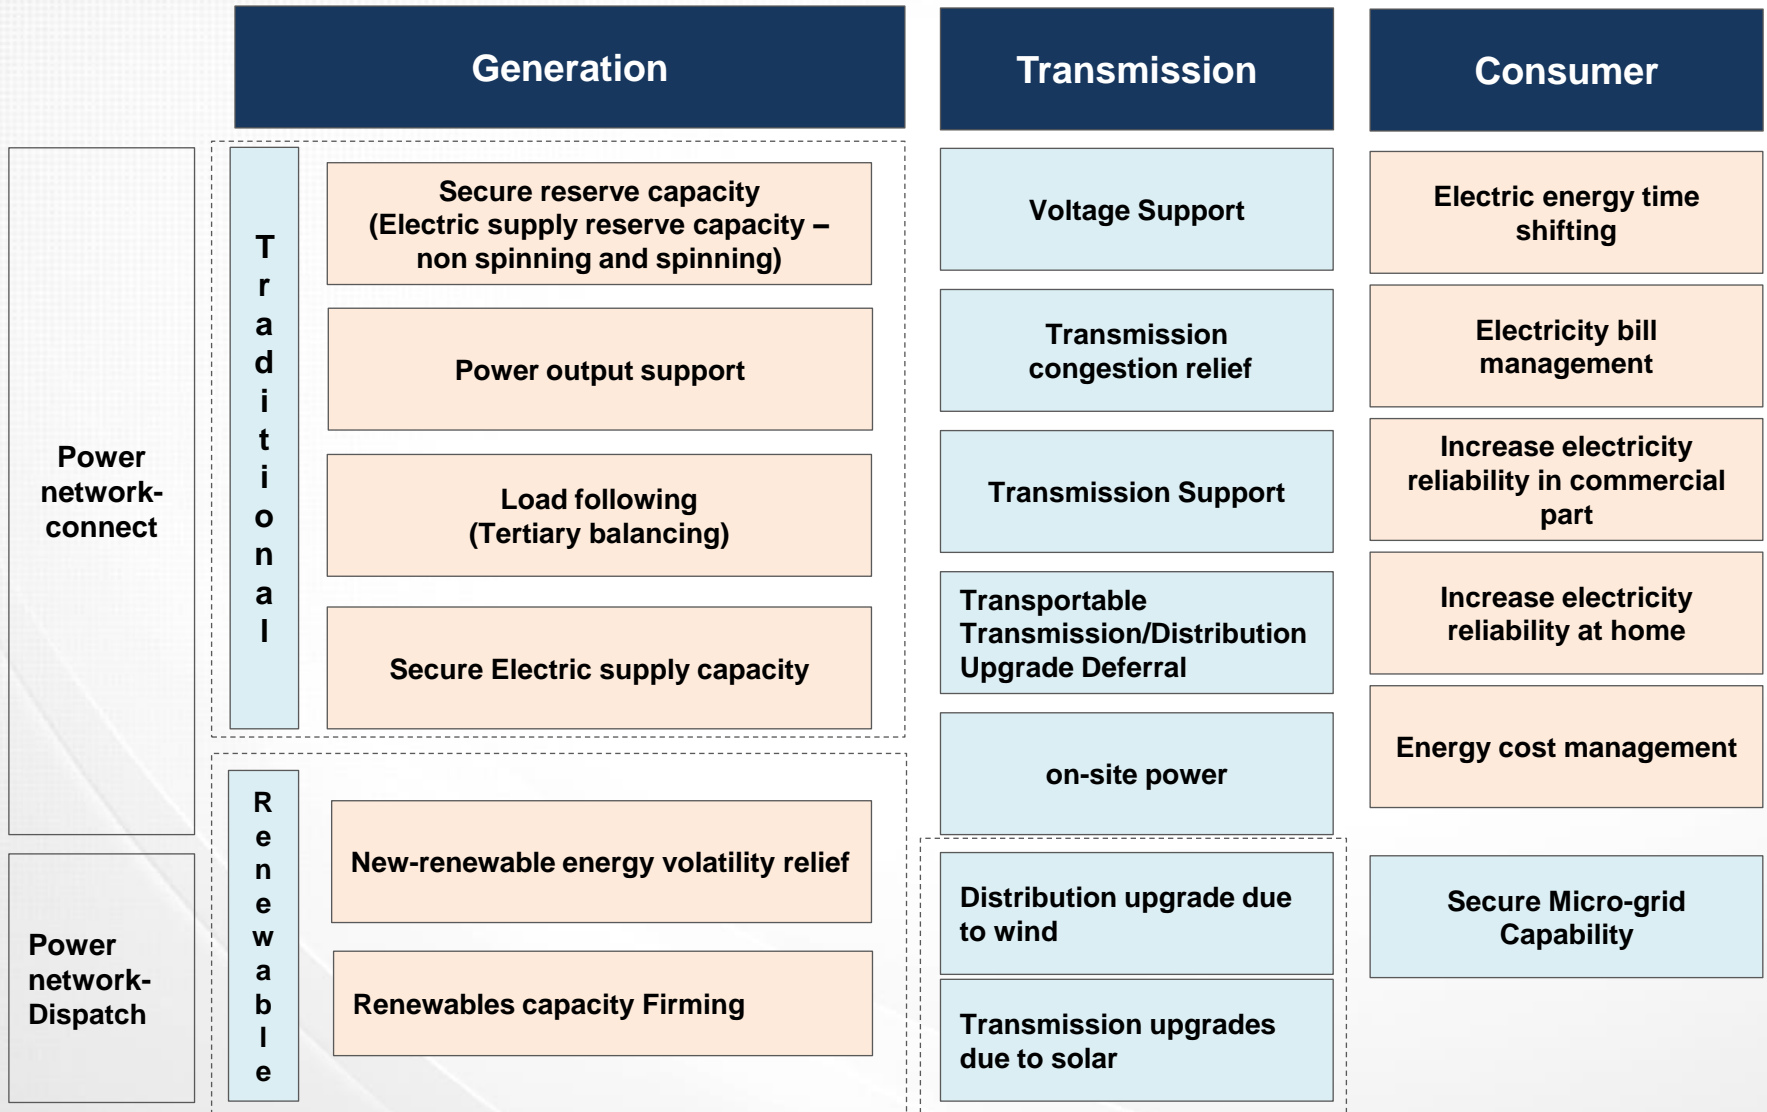 Generation
Transmission
Consumer
Power
network-
connect
Traditional
Secure reserve capacity
(Electric supply reserve capacity –
non spinning and spinning)
Power output support
Load following
(Tertiary balancing)
Secure Electric supply capacity
Voltage Support
Transmission
congestion relief
Transmission Support
Transportable
Transmission/Distribution
Upgrade Deferral
on-site power
Electric energy time
shifting
Electricity bill
management
Increase electricity
reliability in commercial
part
Increase electricity
reliability at home
Energy cost management
Power
network-
Dispatch
Renewable
New-renewable energy volatility relief
Renewables capacity Firming
Distribution upgrade due
to wind
Transmission upgrades
due to solar
Secure Micro-grid
Capability